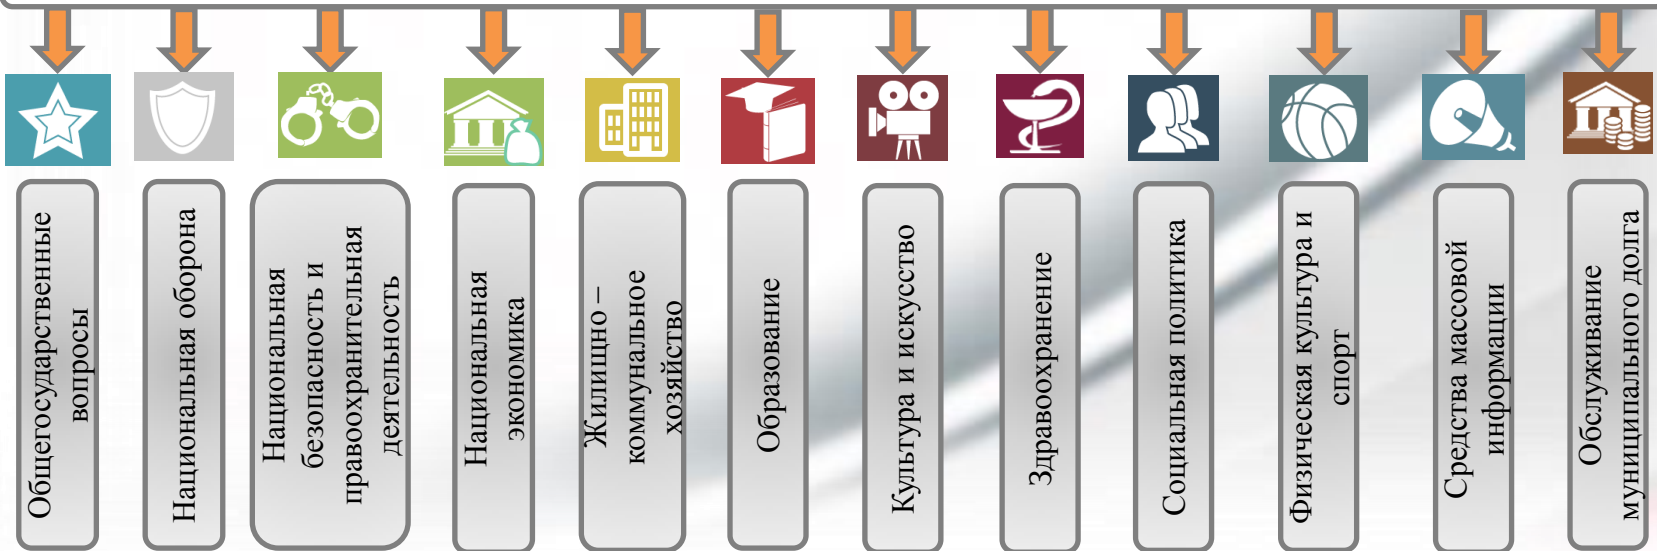 Общегосударственные
вопросы
Национальная оборона
Национальная
безопасность и
правоохранительная
деятельность
Национальная
экономика
Жилищно –
коммунальное
хозяйство
Образование
Культура и искусство
Здравоохранение
Социальная политика
Физическая культура и
спорт
Средства массовой
информации
Обслуживание
муниципального долга